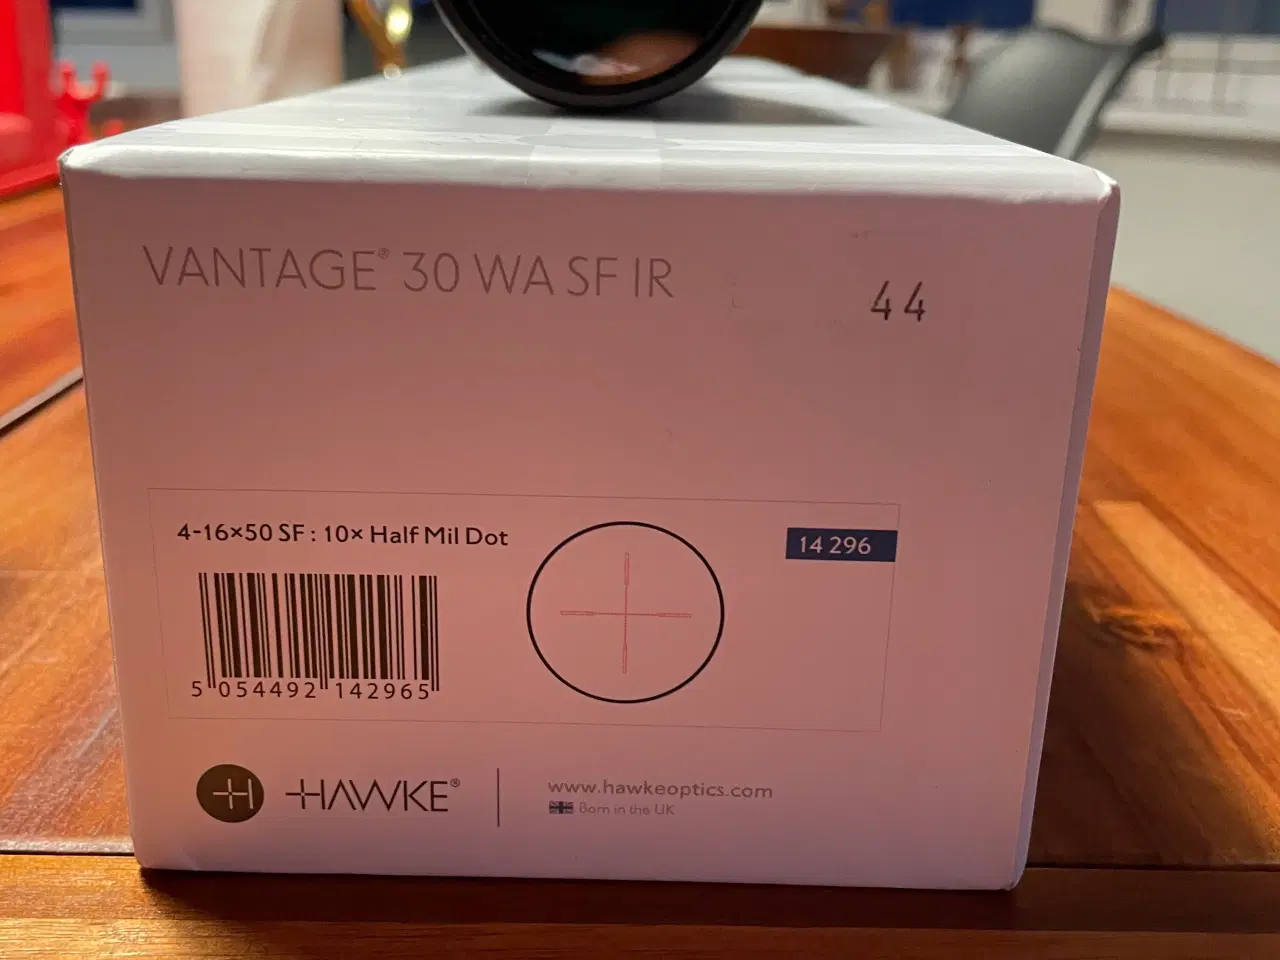 VANTAGE® 30 WA SF IR
44
4-16×50 SF : 10× Half Mil Dot
14 296
5 054492 142965
HAWKE®
www.hawkeoptics.com
Born in the UK